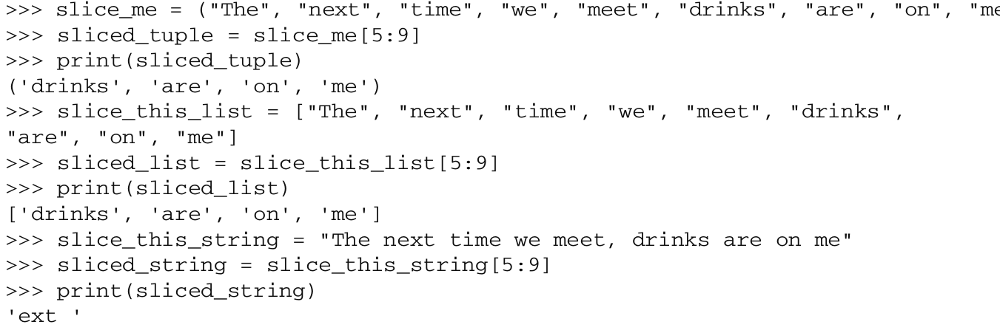 >>> slice_me = ("The", "next", "time", "we", "meet", "drinks", "are", "on", "me
>>> sliced_tuple = slice_me[5:9]
>>> print(sliced_tuple)
('drinks', 'are', 'on', 'me')
>>> slice_this_list = ["The", "next", "time", "we", "meet", "drinks",
"are", "on", "me"]
>>> sliced_list = slice_this_list[5:9]
>>> print(sliced_list)
['drinks', 'are', 'on', 'me']
>>> slice_this_string = "The next time we meet, drinks are on me"
>>> sliced_string = slice_this_string[5:9]
>>> print(sliced_string)
'ext '